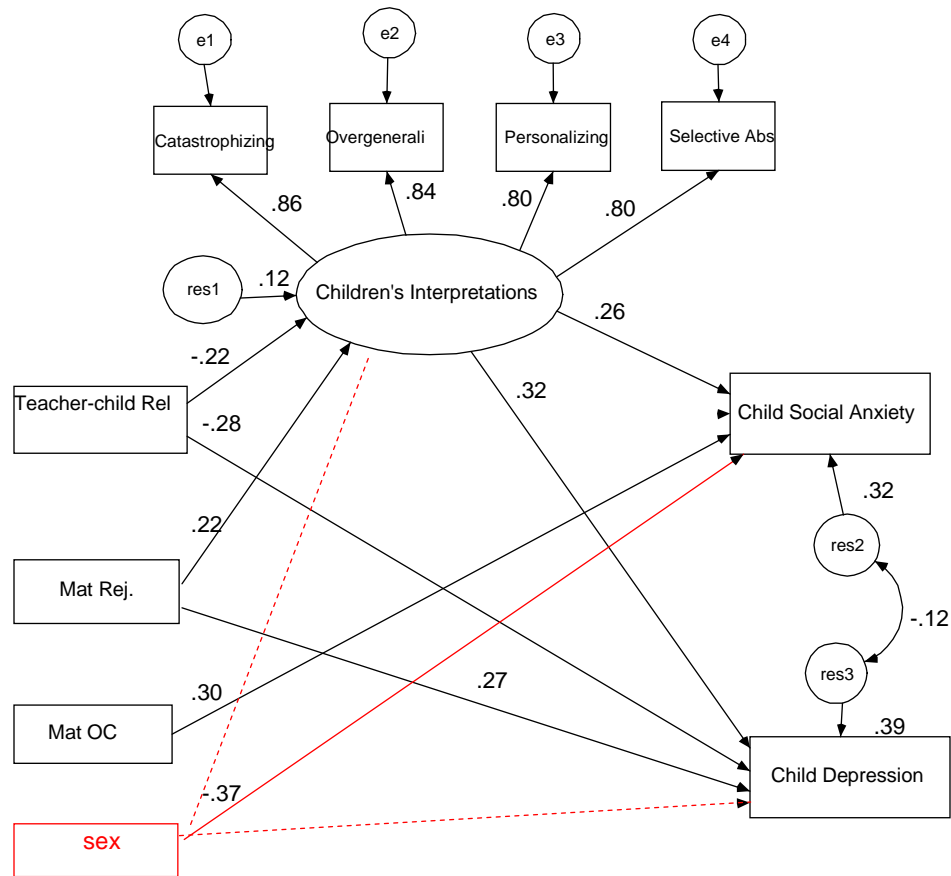 e1
e2
e3
e4
Catastrophizing
Overgenerali
Personalizing
Selective Abs
.86
.84
.80
.80
res1
.12
Children's Interpretations
.26
-.22
.32
Teacher-child Rel
-.28
Child Social Anxiety
.32
.22
res2
Mat Rej.
-.12
res3
.27
.30
Mat OC
.39
Child Depression
-.37
sex